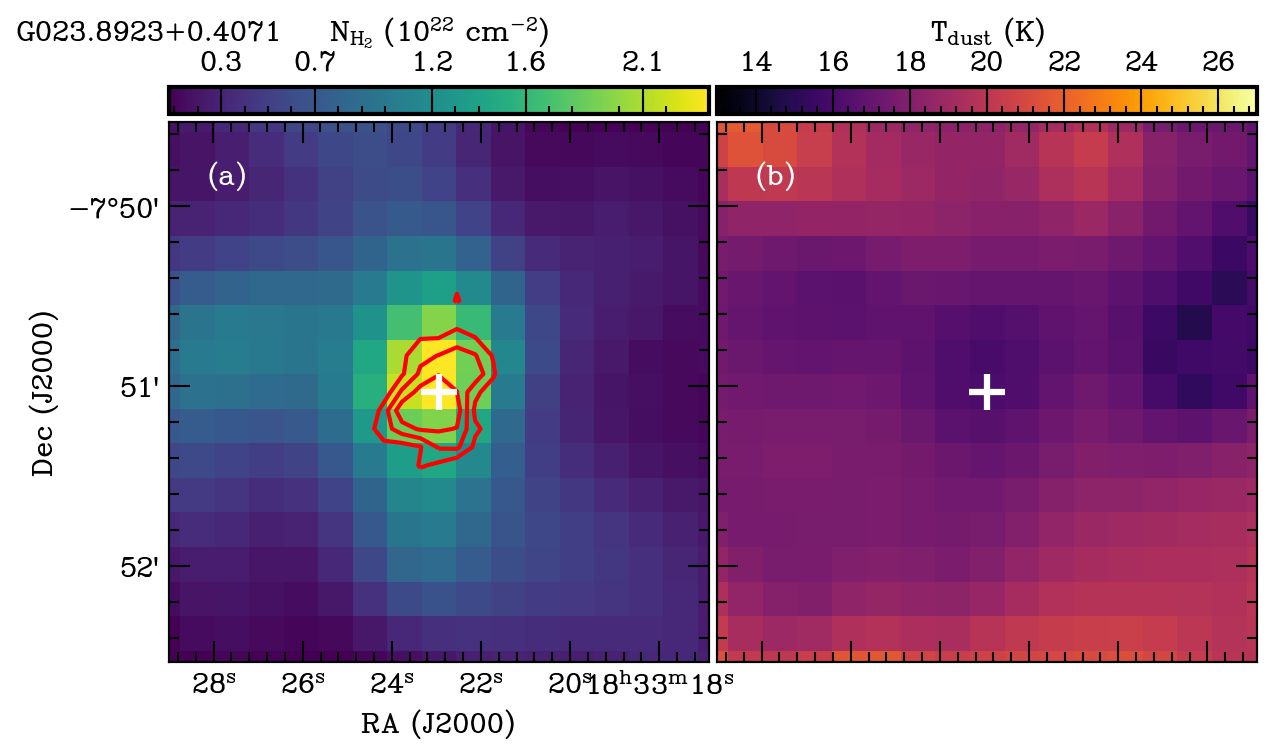 G023.8923+0.4071 N_H₂ (10²² cm⁻²) T_dust (K)
0.3 0.7 1.2 1.6 2.1 14 16 18 20 22 24 26
(a) (b)
−7°50'
51'
52'
Dec (J2000)
28ˢ 26ˢ 24ˢ 22ˢ 20ˢ 18ʰ33ᵐ18ˢ
RA (J2000)